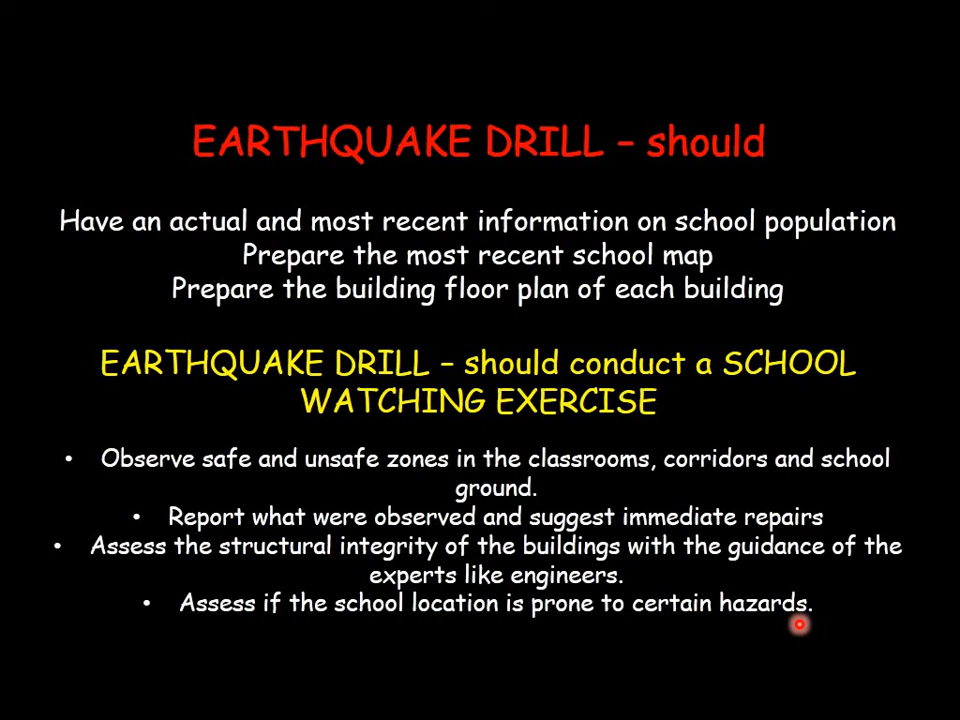 EARTHQUAKE DRILL – should
Have an actual and most recent information on school population
Prepare the most recent school map
Prepare the building floor plan of each building
EARTHQUAKE DRILL – should conduct a SCHOOL
WATCHING EXERCISE
• Observe safe and unsafe zones in the classrooms, corridors and school
ground.
• Report what were observed and suggest immediate repairs
• Assess the structural integrity of the buildings with the guidance of the
experts like engineers.
• Assess if the school location is prone to certain hazards.